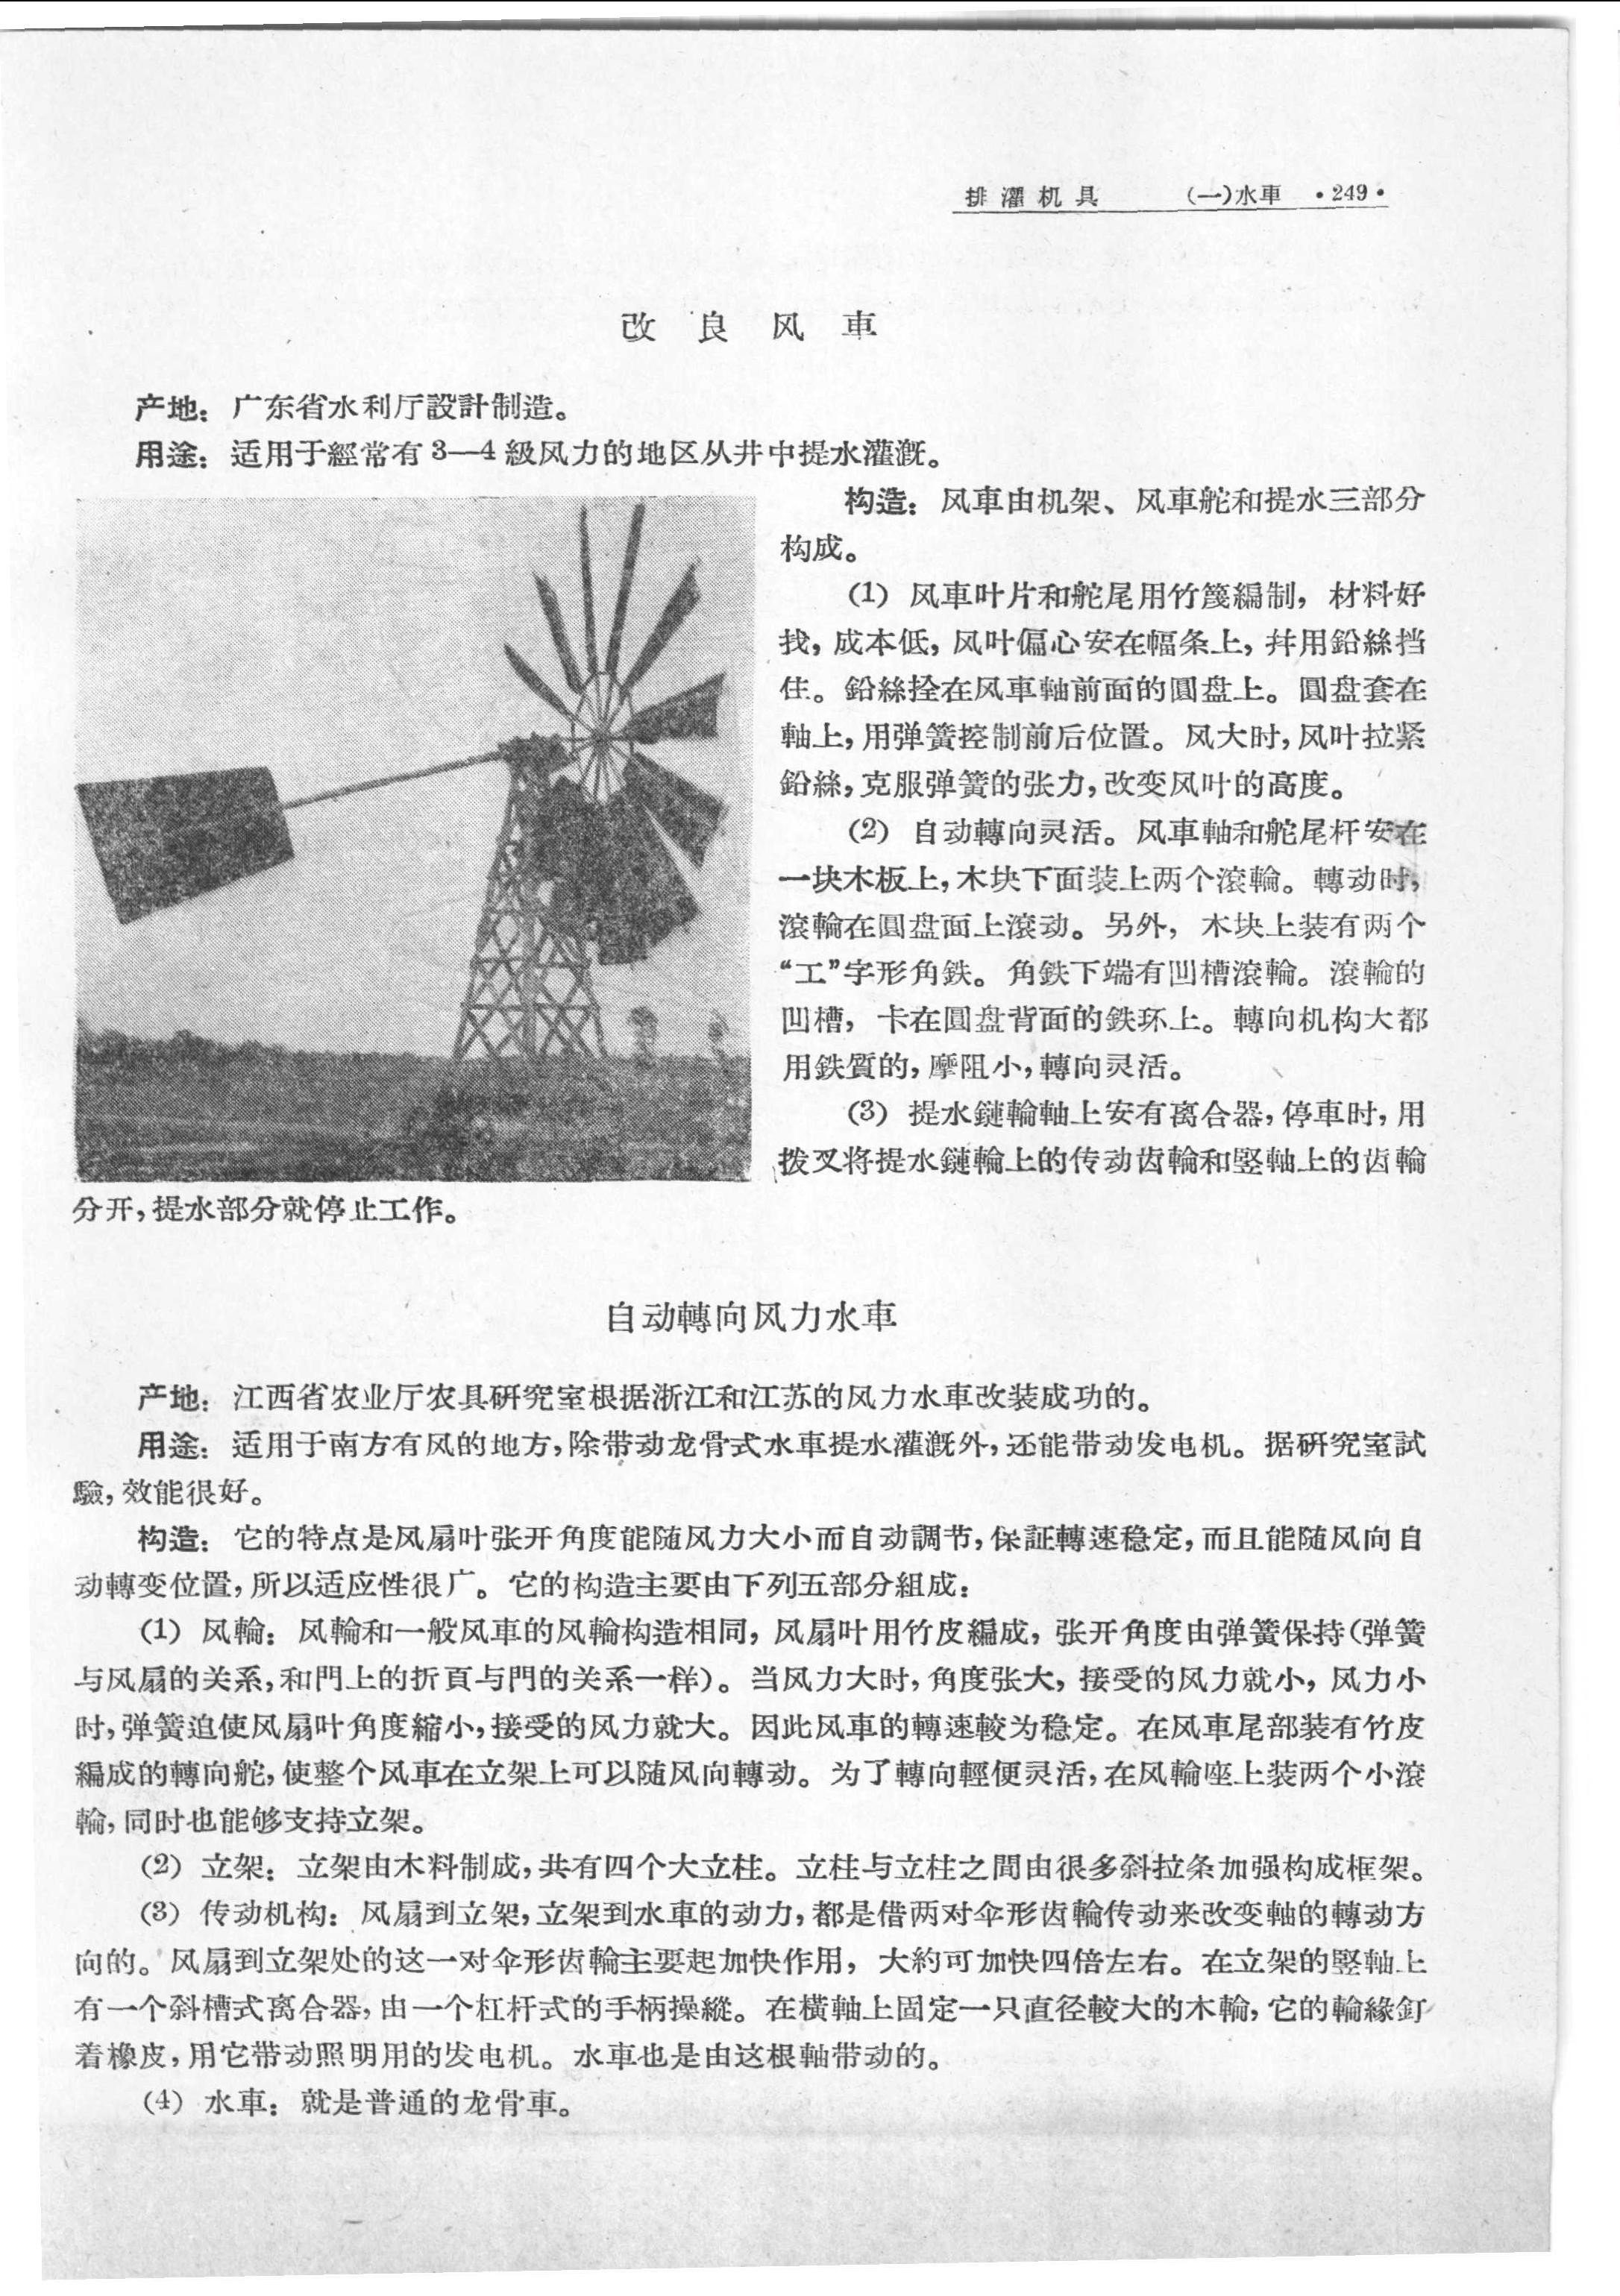 排灌机具 (一)水車 ·249·
改良风車
产地：广东省水利厅設計制造。
用途：适用于經常有3—4級风力的地区从井中提水灌漑。
构造：风車由机架、风車舵和提水三部分
构成。
(1) 风車叶片和舵尾用竹篾編制，材料好
找，成本低，风叶偏心安在幅条上，幷用鉛絲挡
住。鉛絲拴在风車軸前面的圓盘上。圓盘套在
軸上，用弹簧控制前后位置。风大时，风叶拉紧
鉛絲，克服弹簧的张力，改变风叶的高度。
(2) 自动轉向灵活。风車軸和舵尾杆安在
一块木板上，木块下面装上两个滾輪。轉动时，
滾輪在圓盘面上滾动。另外，木块上装有两个
“工”字形角鉄。角鉄下端有凹槽滾輪。滾輪的
凹槽，卡在圓盘背面的鉄环上。轉向机构大都
用鉄質的，摩阻小，轉向灵活。
(3) 提水鏈輪軸上安有离合器，停車时，用
拨叉将提水鏈輪上的传动齿輪和竪軸上的齿輪
分开，提水部分就停止工作。
自动轉向风力水車
产地：江西省农业厅农具研究室根据浙江和江苏的风力水車改装成功的。
用途：适用于南方有风的地方，除带动龙骨式水車提水灌漑外，还能带动发电机。据研究室試
驗，效能很好。
构造：它的特点是风扇叶张开角度能随风力大小而自动調节，保証轉速稳定，而且能随风向自
动轉变位置，所以适应性很广。它的构造主要由下列五部分組成：
(1) 风輪：风輪和一般风車的风輪构造相同，风扇叶用竹皮編成，张开角度由弹簧保持(弹簧
与风扇的关系，和門上的折頁与門的关系一样)。当风力大时，角度张大，接受的风力就小，风力小
时，弹簧迫使风扇叶角度縮小，接受的风力就大。因此风車的轉速較为稳定。在风車尾部装有竹皮
編成的轉向舵，使整个风車在立架上可以随风向轉动。为了轉向輕便灵活，在风輪座上装两个小滾
輪，同时也能够支持立架。
(2) 立架：立架由木料制成，共有四个大立柱。立柱与立柱之間由很多斜拉条加强构成框架。
(3) 传动机构：风扇到立架，立架到水車的动力，都是借两对伞形齿輪传动来改变軸的轉动方
向的。风扇到立架处的这一对伞形齿輪主要起加快作用，大約可加快四倍左右。在立架的竪軸上
有一个斜槽式离合器，由一个杠杆式的手柄操縱。在橫軸上固定一只直径較大的木輪，它的輪緣釘
着橡皮，用它带动照明用的发电机。水車也是由这根軸带动的。
(4) 水車：就是普通的龙骨車。